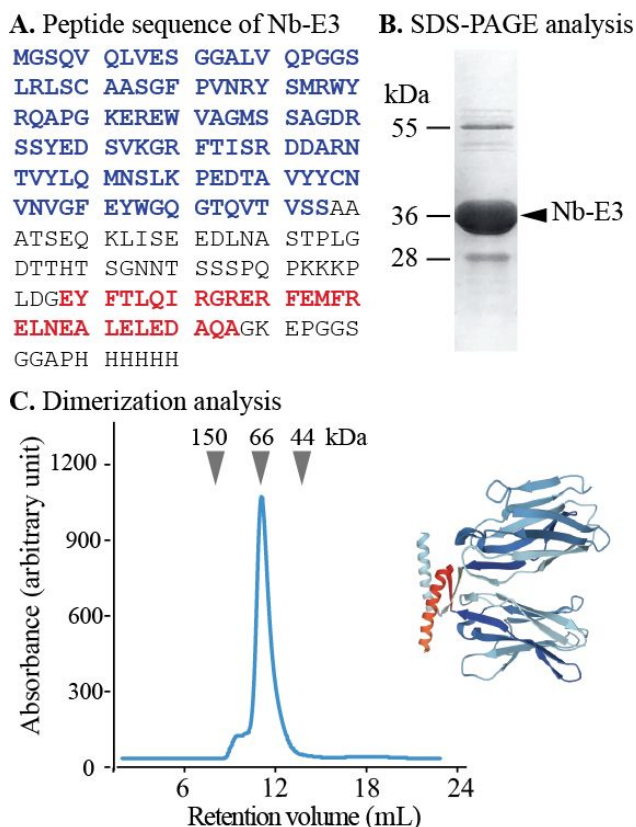 A. Peptide sequence of Nb-E3
MGSQV QLVES GGALV QPGGS
LRLSC AASGF PVNRY SMRWY
RQAPG KEREW VAGMS SAGDR
SSYED SVKGR FTISR DDARN
TVYLQ MNSLK PEDTA VYYCN
VNVGF EYWGQ GTQVT VSSAA
ATSEQ KLISE EDLNA STPLG
DTTHT SGNNT SSSPQ PKKKP
LDGEY FTLQI RGRER FEMFR
ELNEA LELED AQAGK EPGGS
GGAPH HHHHH
B. SDS-PAGE analysis
kDa
55
36
Nb-E3
28
C. Dimerization analysis
150 66 44 kDa
Absorbance (arbitrary unit)
1200
900
600
300
0
6 12 18 24
Retention volume (mL)